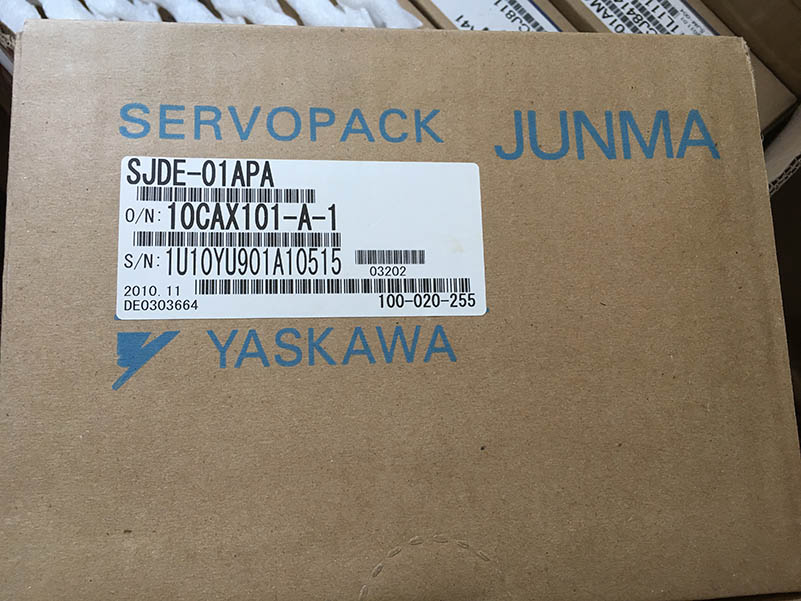 SERVOPACK JUNMA
SJDE-01APA
O/N: 10CAX101-A-1
S/N: 1U10YU901A10515
03202
2010.11
DE0303664
100-020-255
YASKAWA